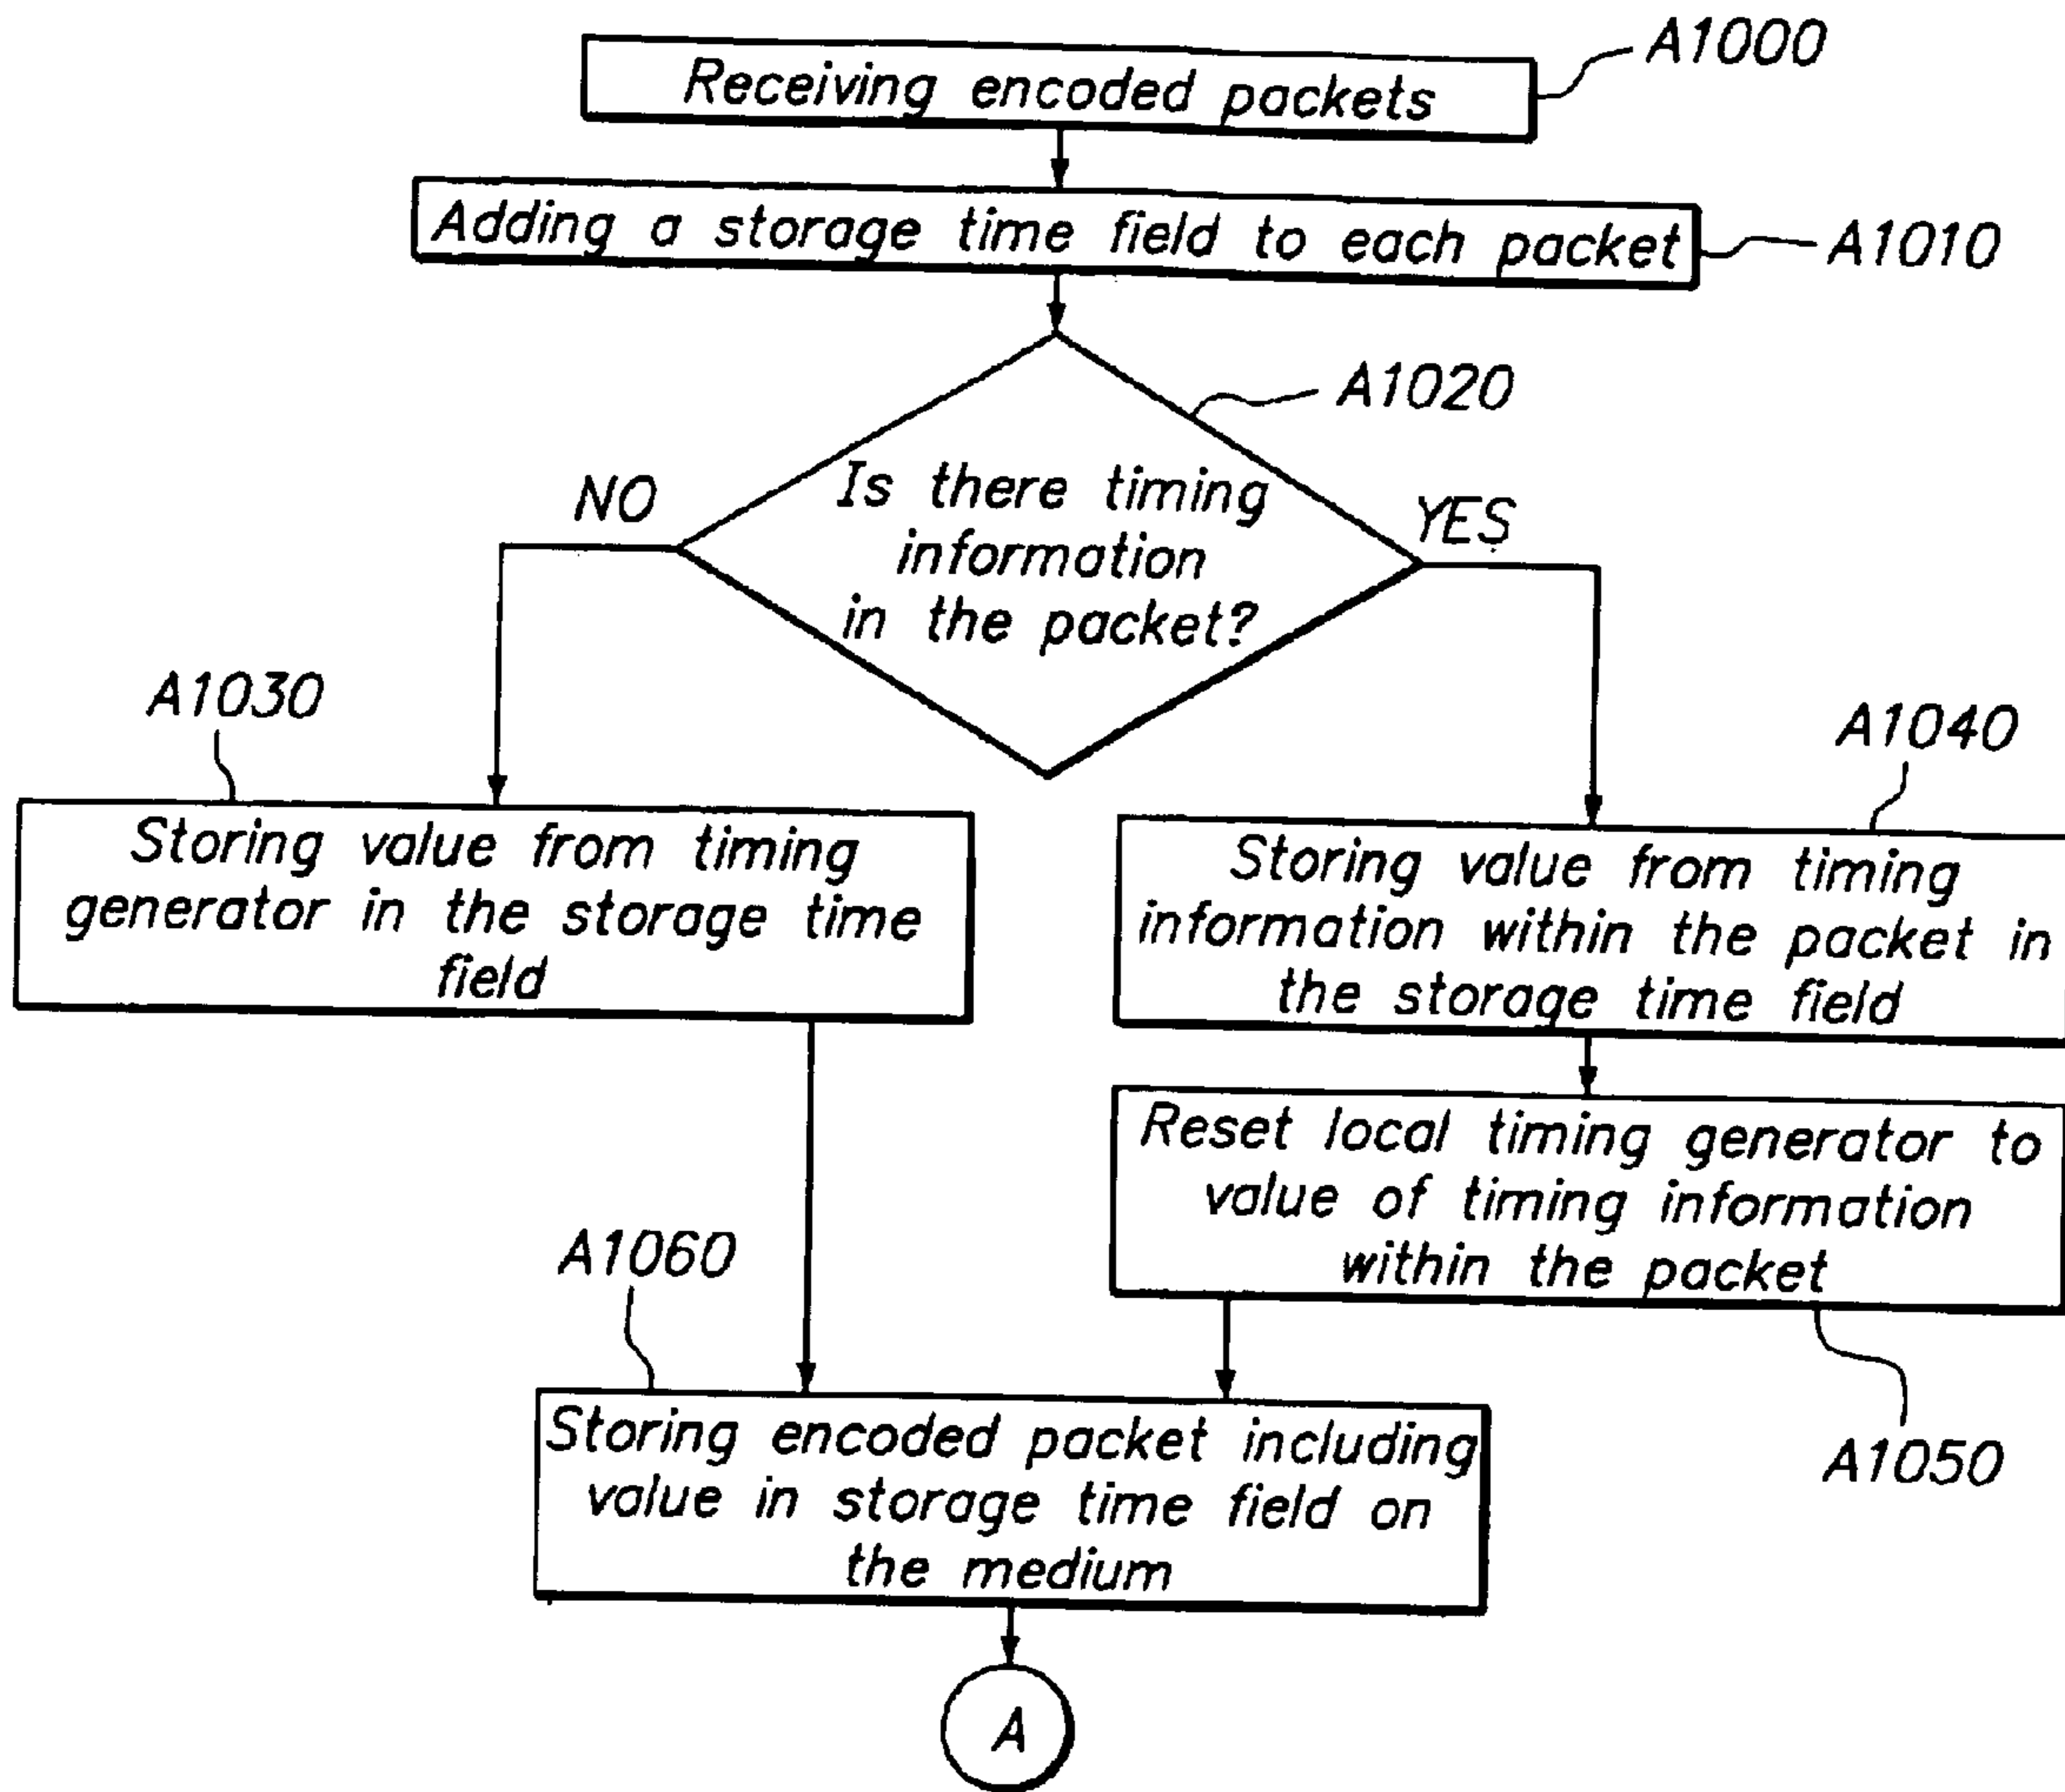 A1000
Receiving encoded packets
Adding a storage time field to each packet
A1010
A1020
Is there timing
information
in the packet?
NO
YES
A1030
A1040
Storing value from timing
generator in the storage time
field
Storing value from timing
information within the packet in
the storage time field
Reset local timing generator to
value of timing information
within the packet
A1060
A1050
Storing encoded packet including
value in storage time field on
the medium
A